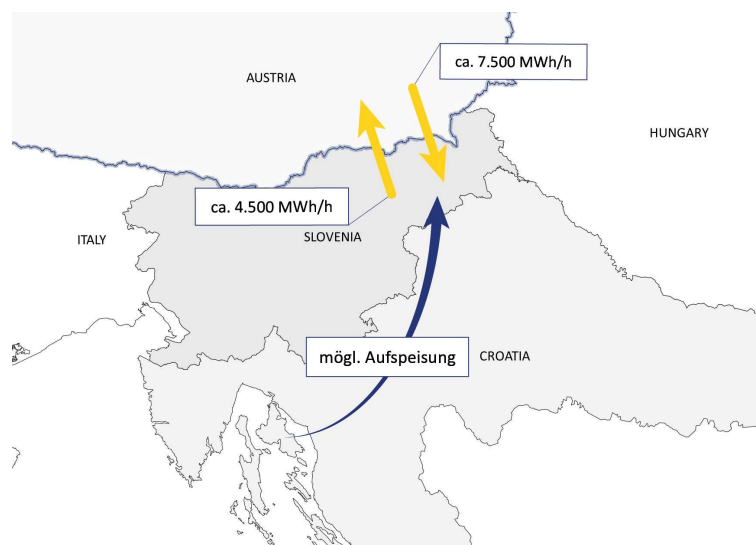 ca. 7.500 MWh/h
AUSTRIA
HUNGARY
ca. 4.500 MWh/h
SLOVENIA
ITALY
mögl. Aufspeisung
CROATIA